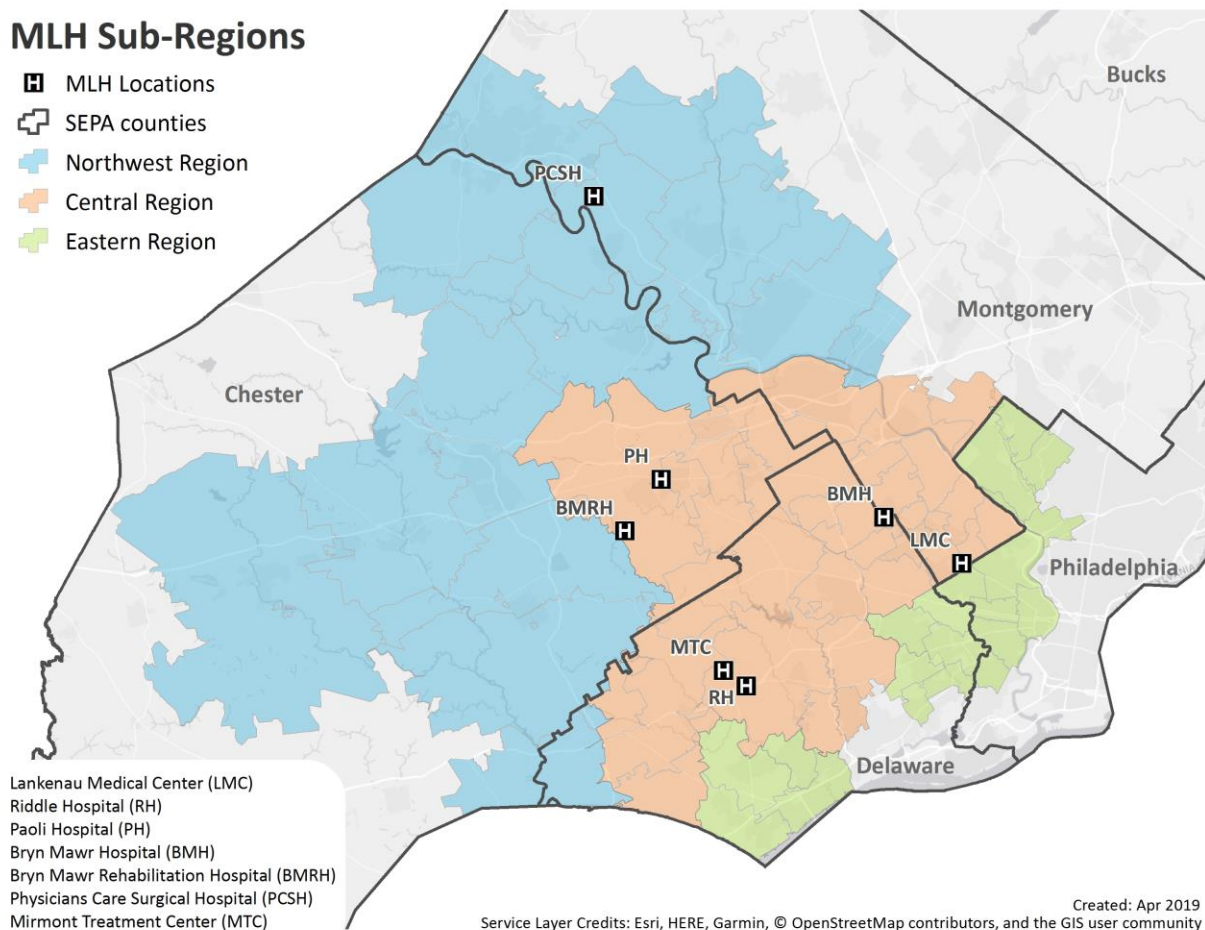 MLH Sub-Regions
H MLH Locations
SEPA counties
Northwest Region
Central Region
Eastern Region
Bucks
PCSH
H
Montgomery
Chester
PH
H
BMRH
H
BMH
H
LMC
H
Philadelphia
MTC
H
RH
H
Delaware
Lankenau Medical Center (LMC)
Riddle Hospital (RH)
Paoli Hospital (PH)
Bryn Mawr Hospital (BMH)
Bryn Mawr Rehabilitation Hospital (BMRH)
Physicians Care Surgical Hospital (PCSH)
Mirmont Treatment Center (MTC)
Created: Apr 2019
Service Layer Credits: Esri, HERE, Garmin, © OpenStreetMap contributors, and the GIS user community